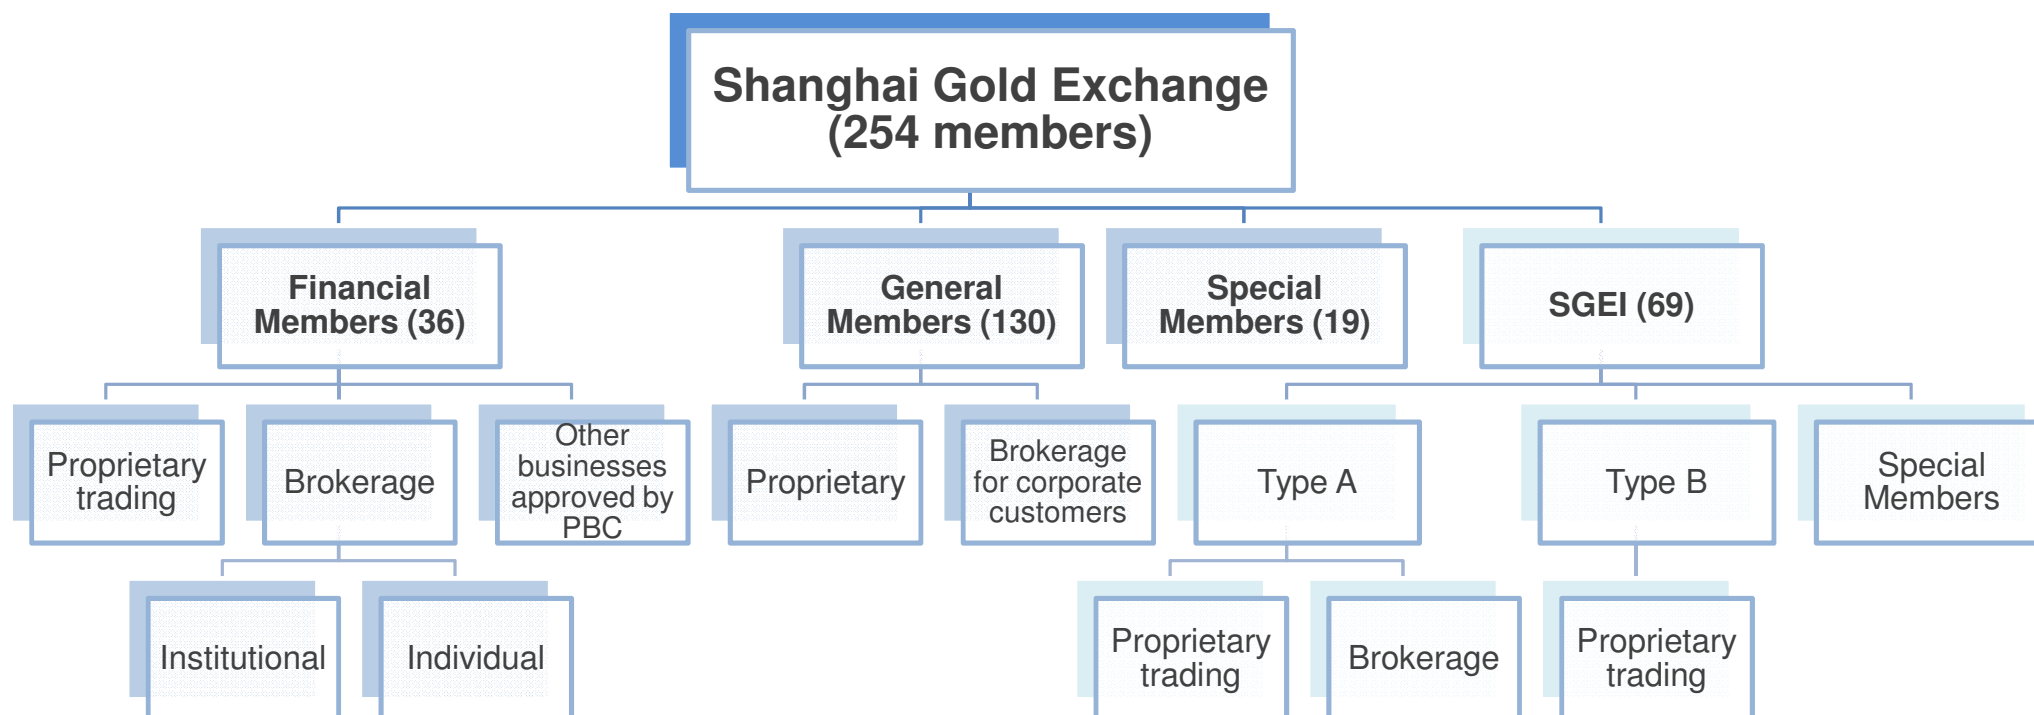 Shanghai Gold Exchange
(254 members)
Financial
Members (36)
General
Members (130)
Special
Members (19)
SGEI (69)
Proprietary
trading
Brokerage
Other
businesses
approved by
PBC
Proprietary
Brokerage
for corporate
customers
Type A
Type B
Special
Members
Institutional
Individual
Proprietary
trading
Brokerage
Proprietary
trading